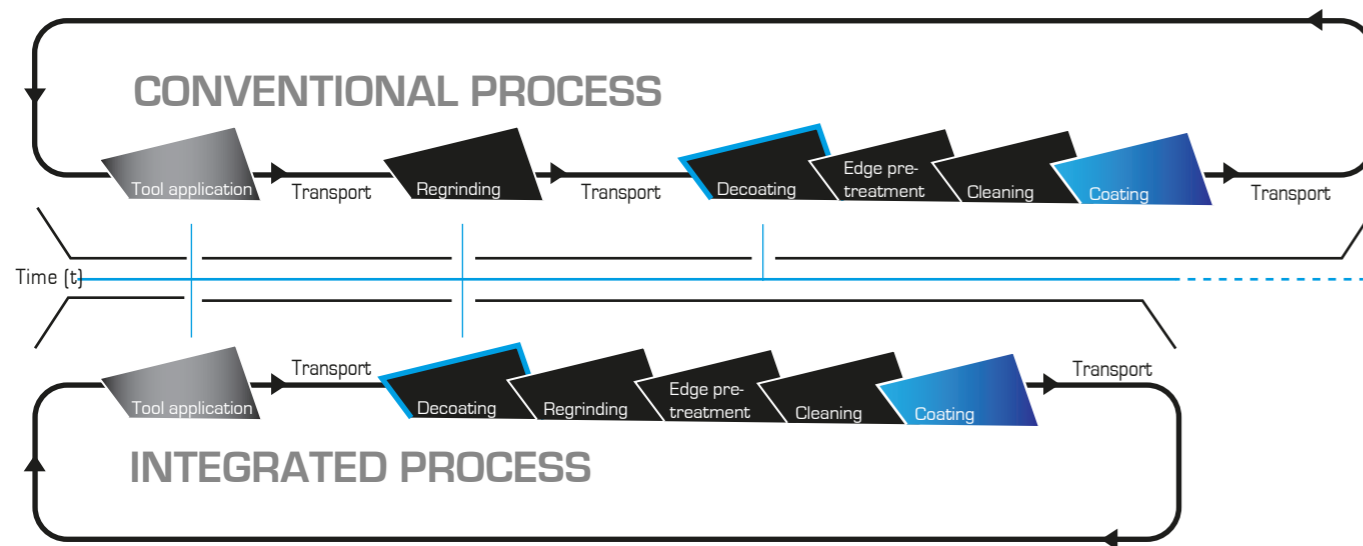 CONVENTIONAL PROCESS
Tool application
Transport
Regrinding
Transport
Decoating
Edge pre-
treatment
Cleaning
Coating
Transport
Time (t)
Tool application
Transport
Decoating
Regrinding
Edge pre-
treatment
Cleaning
Coating
Transport
INTEGRATED PROCESS